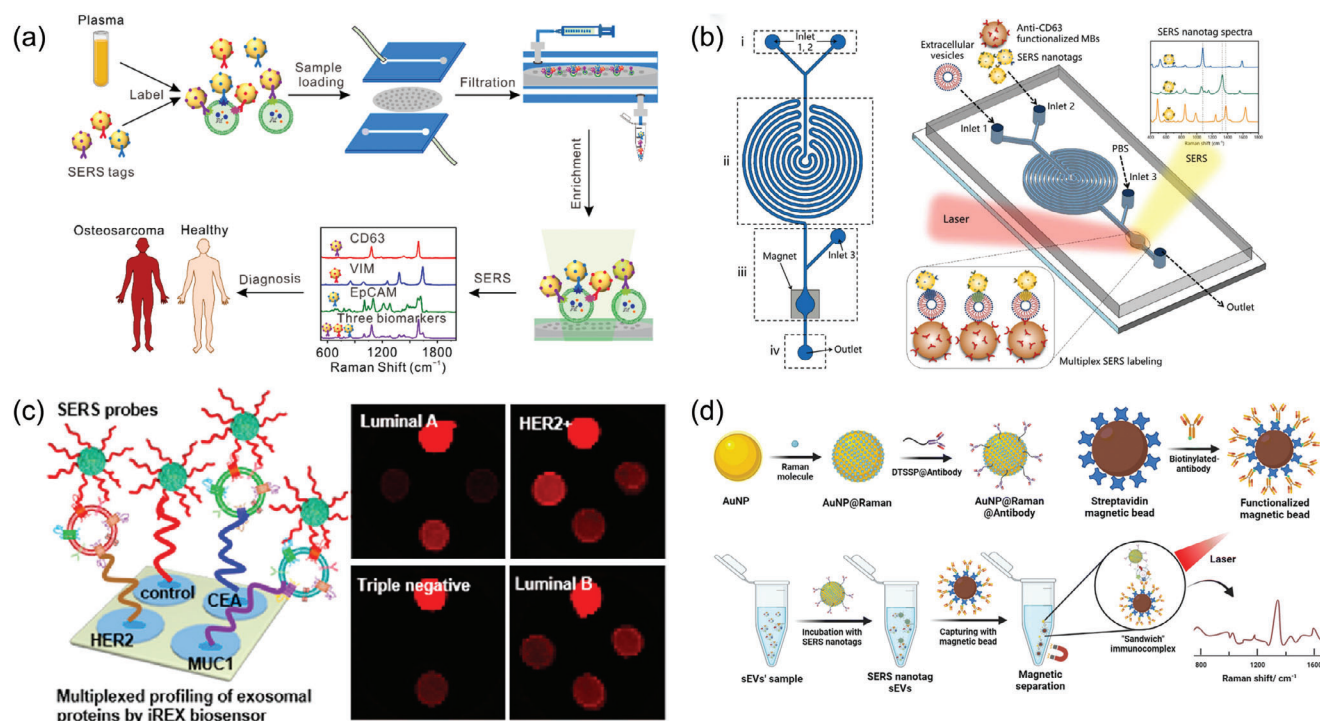 (a)
Plasma
Label
SERS tags
Sample
loading
Filtration
Enrichment
Osteosarcoma
Healthy
Diagnosis
CD63
VIM
EpCAM
Three biomarkers
600
1200
1800
Raman Shift (cm⁻¹)
SERS
(b)
i
Inlet
1, 2
ii
iii
Inlet 3
Magnet
iv
Outlet
Anti-CD63
functionalized MBs
Extracellular
vesicles
SERS nanotags
Inlet 1
Inlet 2
PBS
Inlet 3
SERS
Laser
Outlet
Multiplex SERS labeling
SERS nanotag spectra
Raman shift (cm⁻¹)
(c)
SERS probes
control
CEA
HER2
MUC1
Multiplexed profiling of exosomal
proteins by iREX biosensor
Luminal A
HER2+
Triple negative
Luminal B
(d)
AuNP
Raman
molecule
AuNP@Raman
DTSSP@Antibody
AuNP@Raman
@Antibody
Streptavidin
magnetic bead
Biotinylated-
antibody
Functionalized
magnetic bead
sEVs' sample
Incubation with
SERS nanotags
SERS nanotag
sEVs
Capturing with
magnetic bead
Magnetic
separation
"Sandwich"
immunocomplex
Laser
800
1200
1600
Raman shift/ cm⁻¹